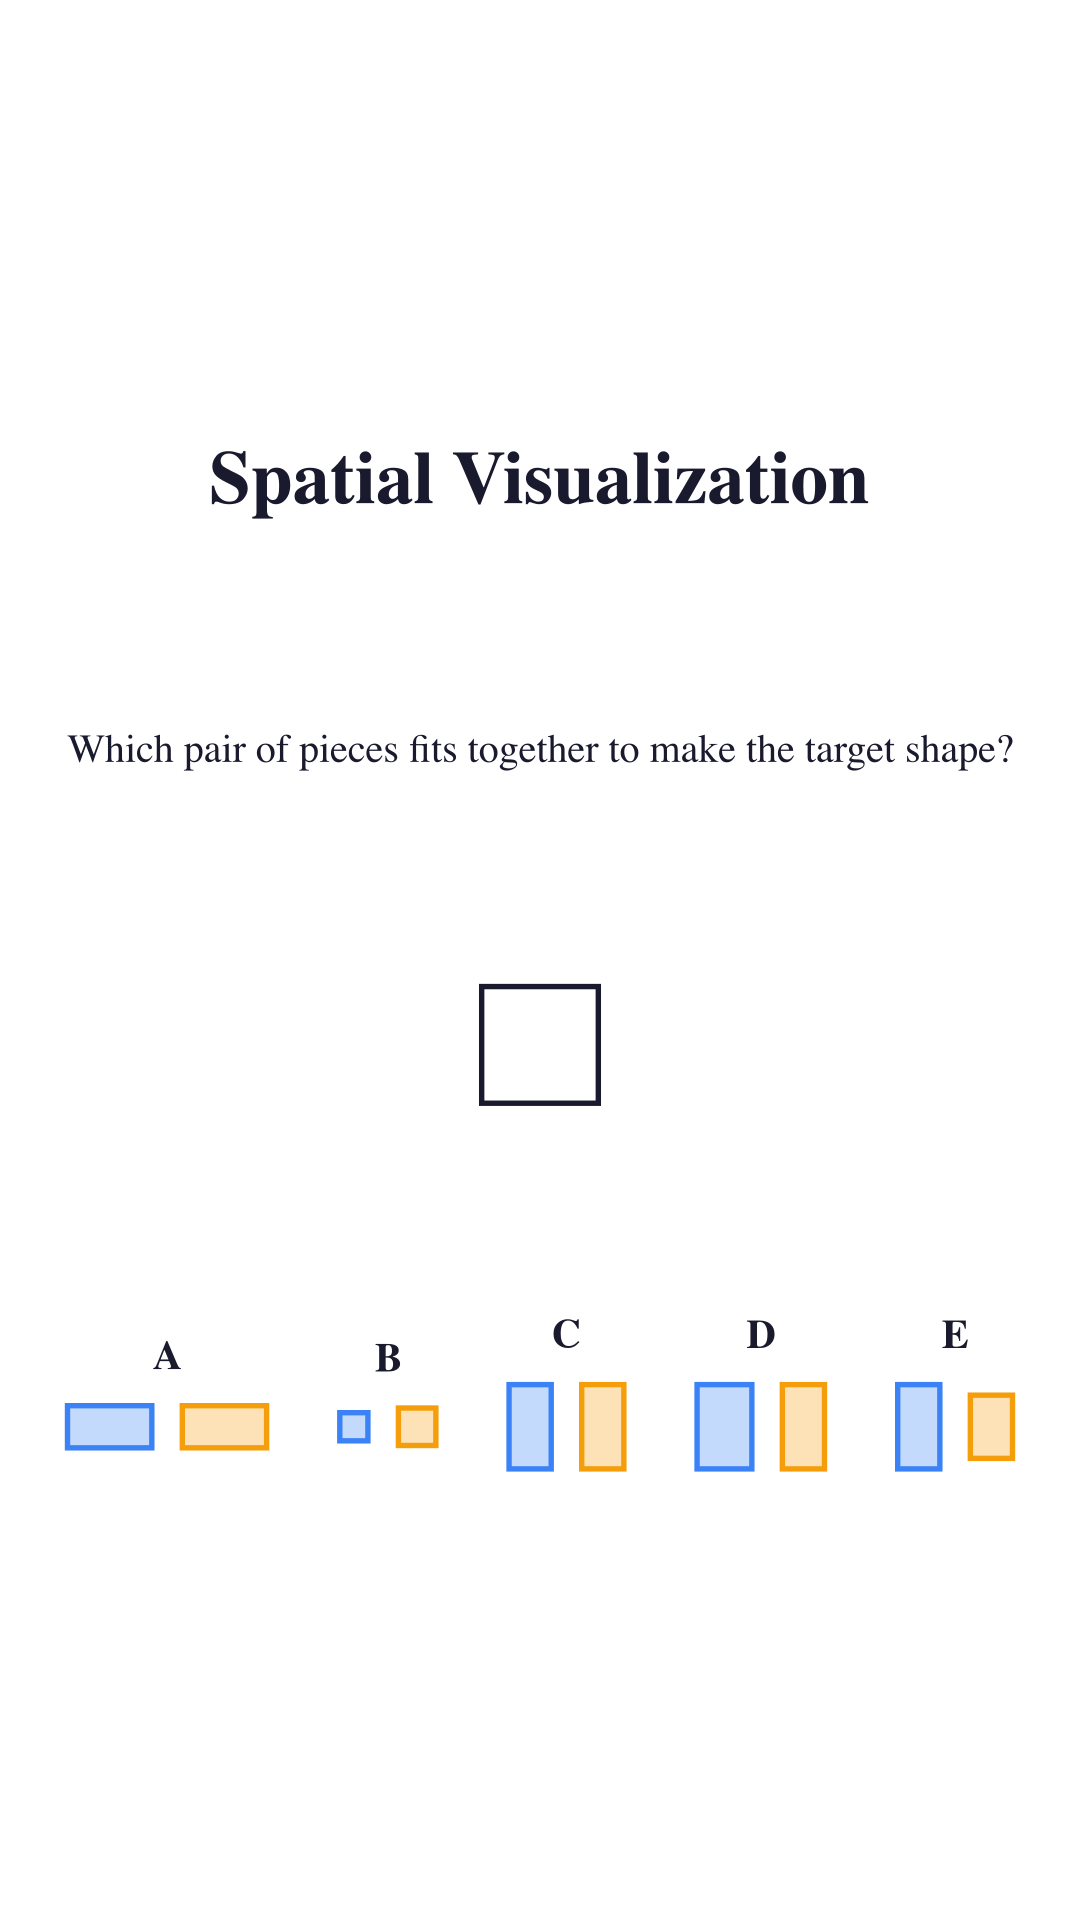 Spatial Visualization
Which pair of pieces fits together to make the target shape?
A B C D E